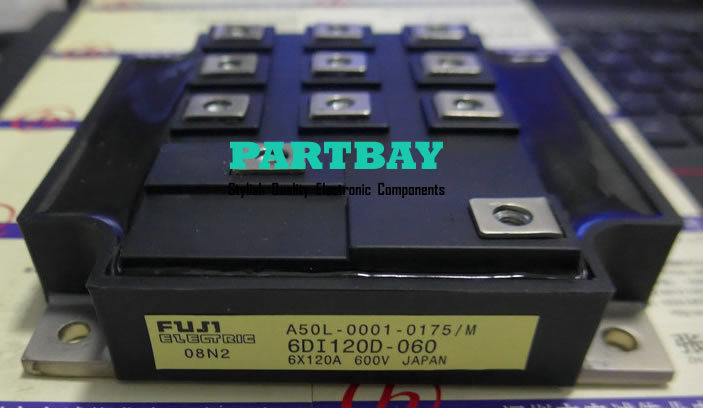 PARTBAY
Stylish Quality Electronic Components
FUJI
ELECTRIC
08N2
A50L-0001-0175/M
6DI120D-060
6X120A 600V JAPAN